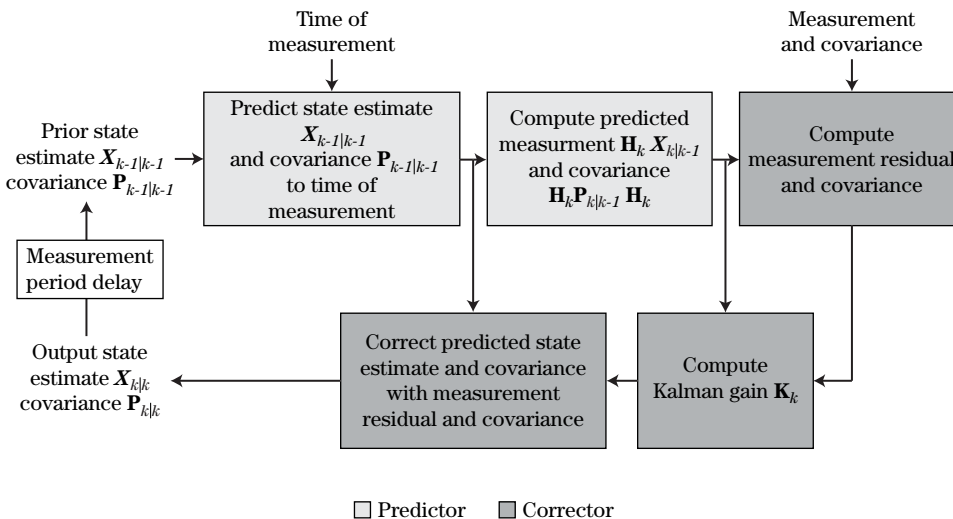 Time of
measurement
Measurement
and covariance
Prior state
estimate X_{k-1|k-1}
covariance P_{k-1|k-1}
Predict state estimate
X_{k-1|k-1}
and covariance P_{k-1|k-1}
to time of
measurement
Compute predicted
measurment H_k X_{k|k-1}
and covariance
H_kP_{k|k-1} H_k
Compute
measurement residual
and covariance
Measurement
period delay
Output state
estimate X_{k|k}
covariance P_{k|k}
Correct predicted state
estimate and covariance
with measurement
residual and covariance
Compute
Kalman gain K_k
Predictor
Corrector